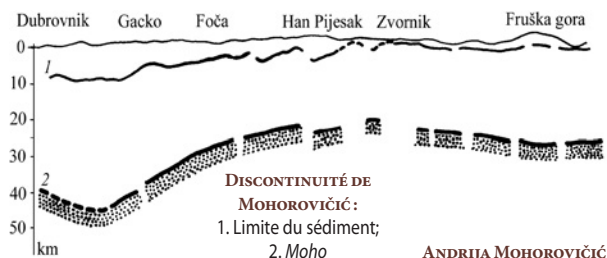 Dubrovnik Gacko Foča Han Pijesak Zvornik Fruška gora
0
1
10
20
30
2
40
50
km
DISCONTINUITÉ DE
MOHOROVIČIĆ :
1. Limite du sédiment;
2. Moho
ANDRIJA MOHOROVIČIĆ